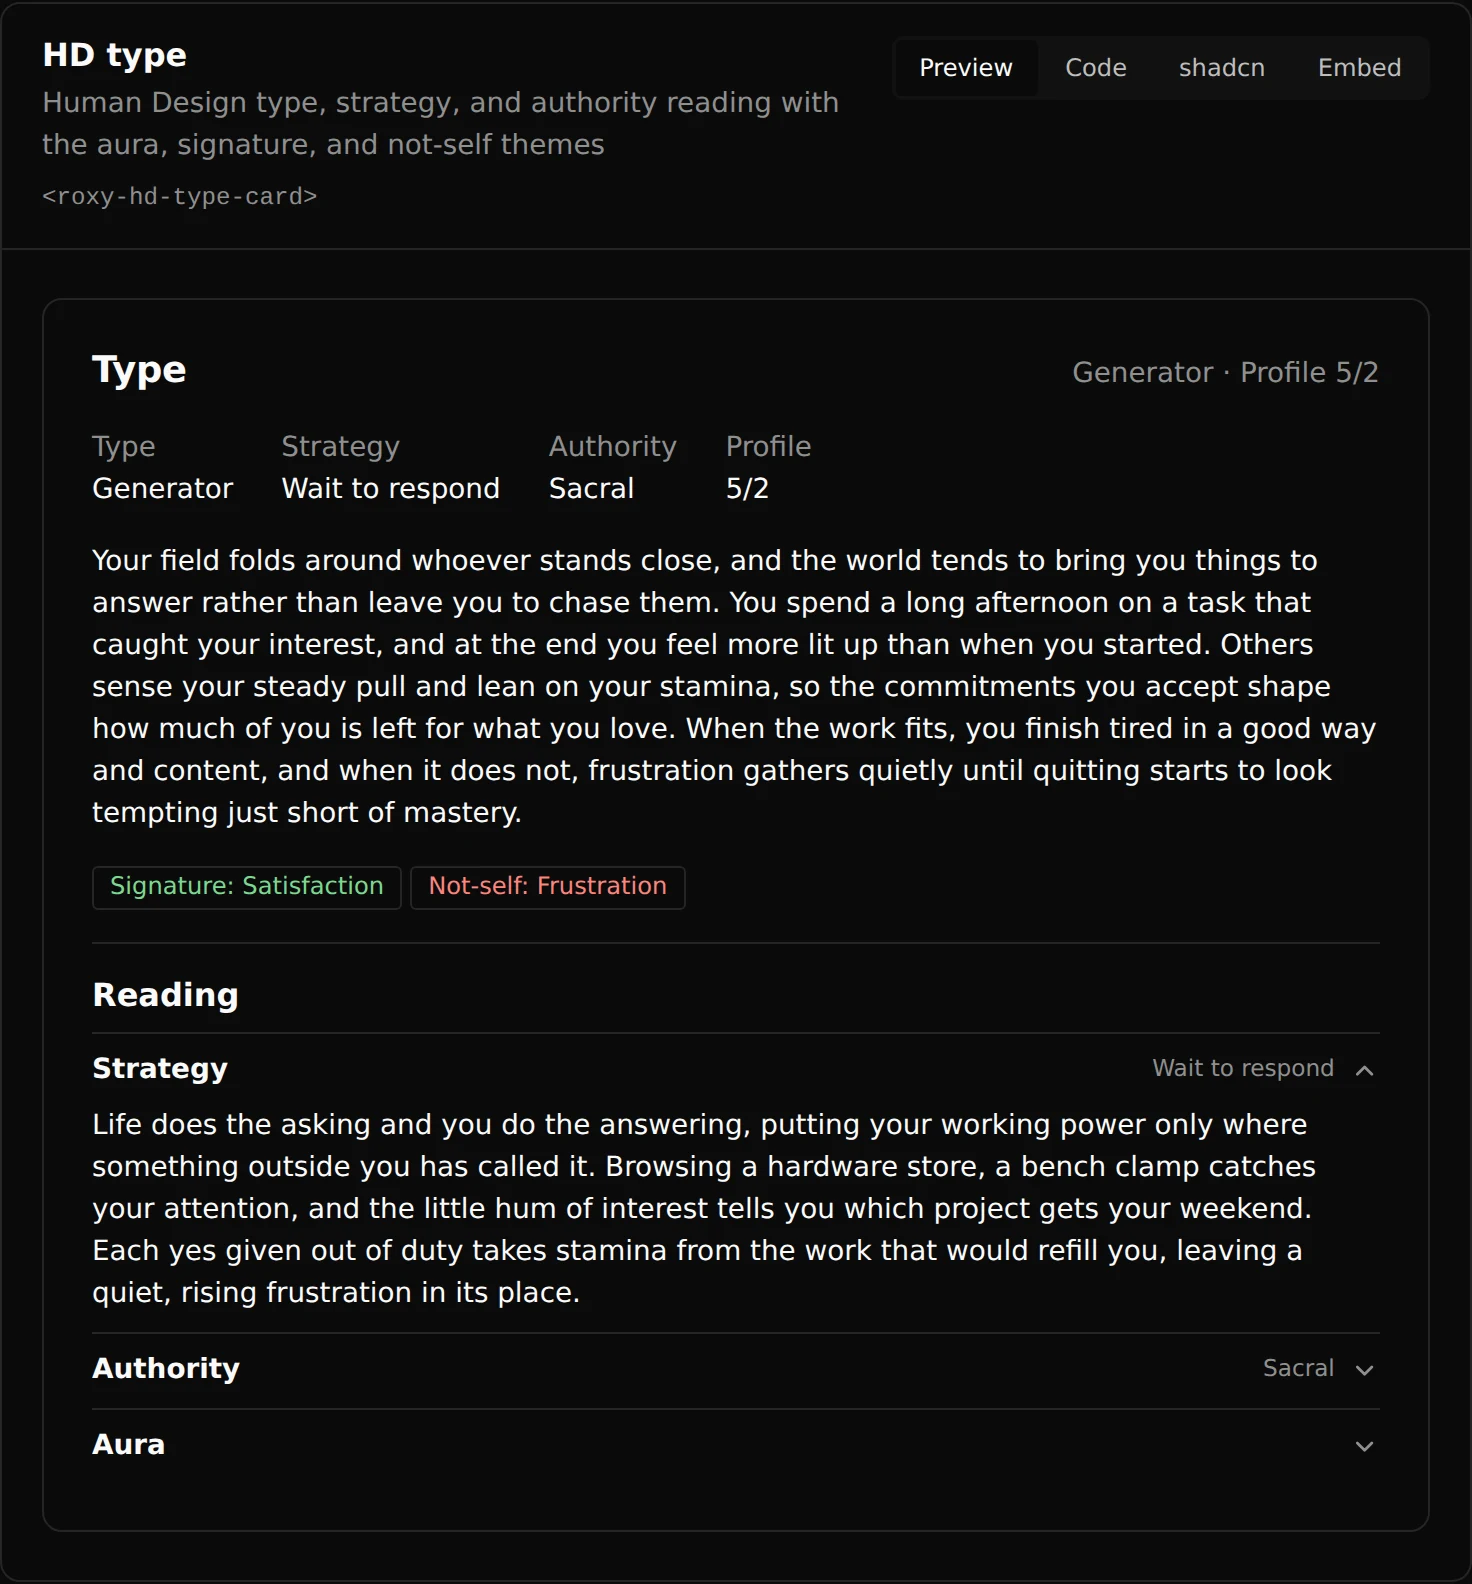 HD type
Human Design type, strategy, and authority reading with
the aura, signature, and not-self themes
<roxy-hd-type-card>
Preview
Code
shadcn
Embed
Type
Generator · Profile 5/2
Type
Strategy
Authority
Profile
Generator
Wait to respond
Sacral
5/2
Your field folds around whoever stands close, and the world tends to bring you things to
answer rather than leave you to chase them. You spend a long afternoon on a task that
caught your interest, and at the end you feel more lit up than when you started. Others
sense your steady pull and lean on your stamina, so the commitments you accept shape
how much of you is left for what you love. When the work fits, you finish tired in a good way
and content, and when it does not, frustration gathers quietly until quitting starts to look
tempting just short of mastery.
Signature: Satisfaction
Not-self: Frustration
Reading
Strategy
Wait to respond
Life does the asking and you do the answering, putting your working power only where
something outside you has called it. Browsing a hardware store, a bench clamp catches
your attention, and the little hum of interest tells you which project gets your weekend.
Each yes given out of duty takes stamina from the work that would refill you, leaving a
quiet, rising frustration in its place.
Authority
Sacral
Aura